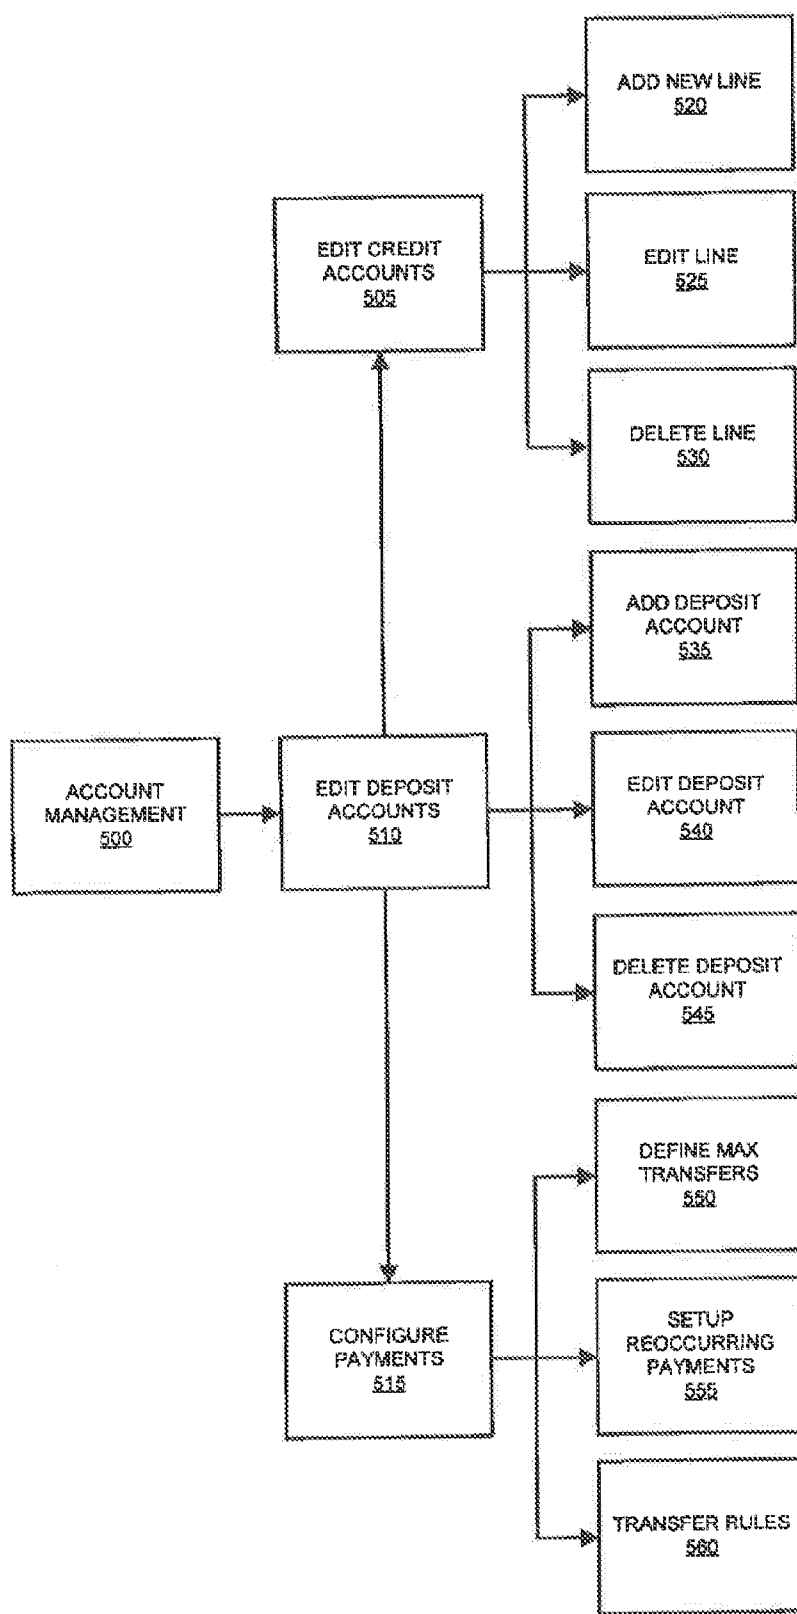 ADD NEW LINE
520
EDIT CREDIT
ACCOUNTS
505
EDIT LINE
525
DELETE LINE
530
ADD DEPOSIT
ACCOUNT
535
ACCOUNT
MANAGEMENT
500
EDIT DEPOSIT
ACCOUNTS
510
EDIT DEPOSIT
ACCOUNT
540
DELETE DEPOSIT
ACCOUNT
545
DEFINE MAX
TRANSFERS
550
CONFIGURE
PAYMENTS
515
SETUP
REOCCURRING
PAYMENTS
555
TRANSFER RULES
560